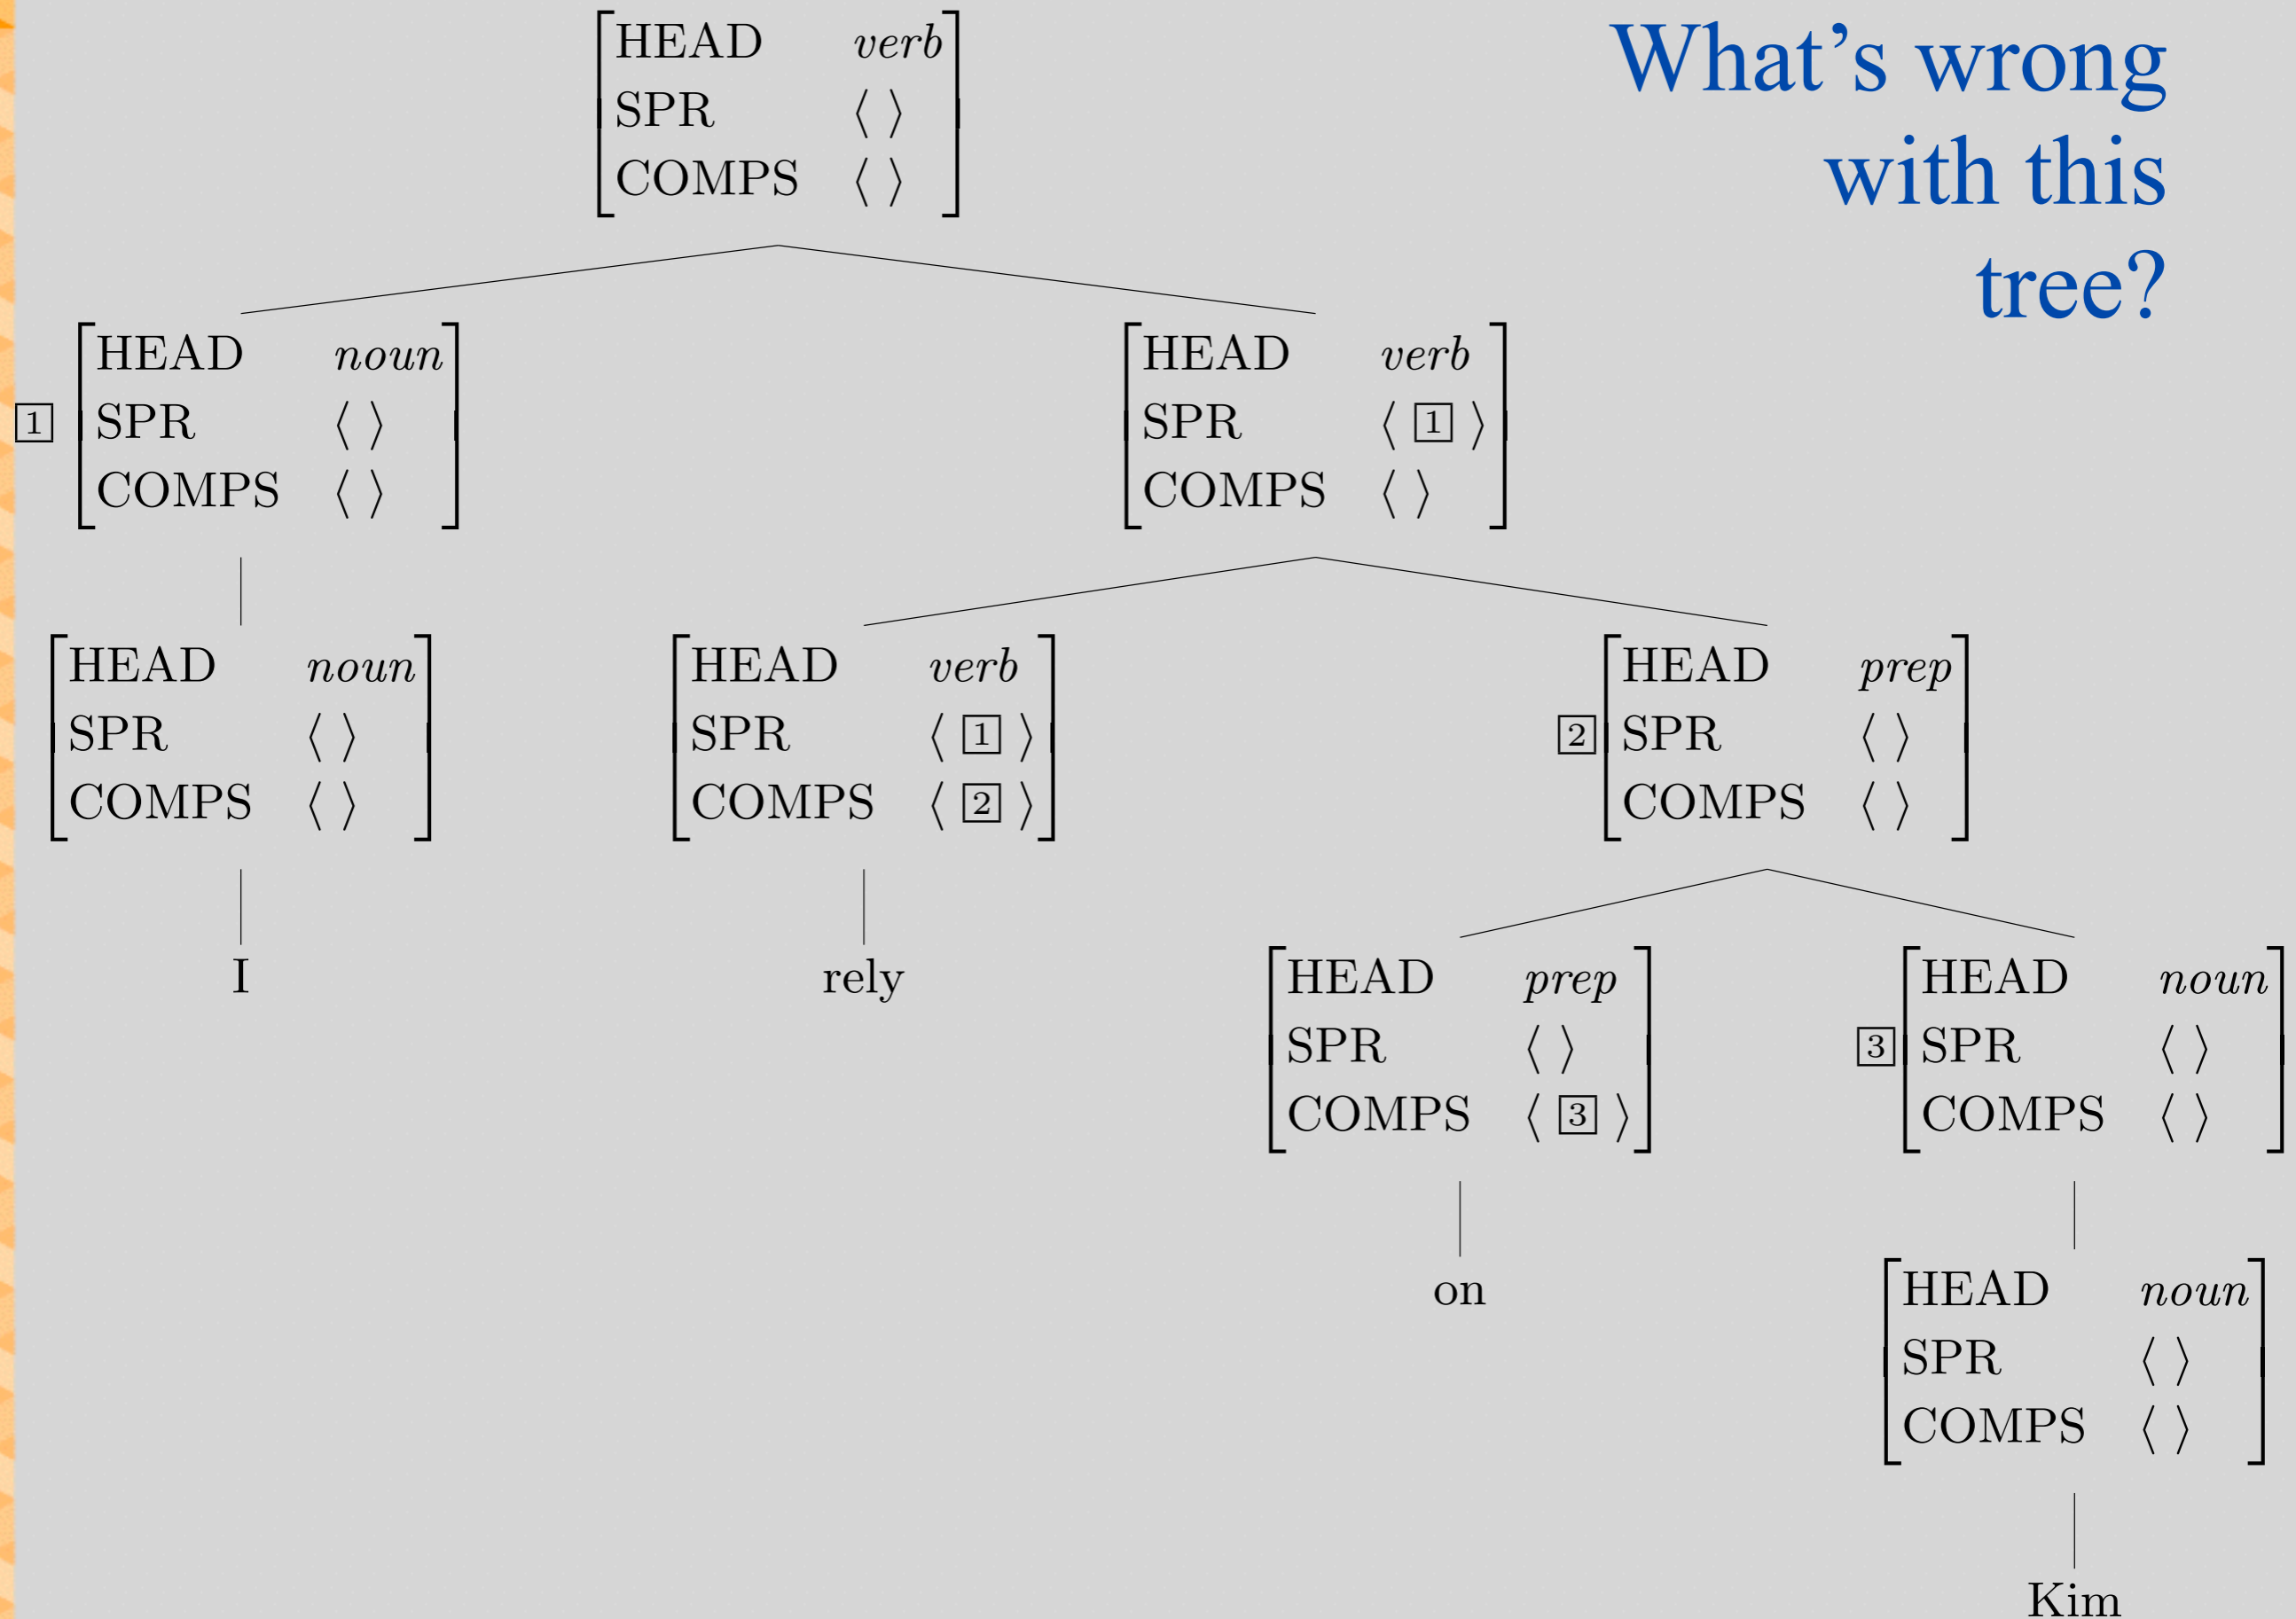 What's wrong
with this
tree?
HEAD verb
SPR ⟨ ⟩
COMPS ⟨ ⟩
1
HEAD noun
SPR ⟨ ⟩
COMPS ⟨ ⟩
HEAD verb
SPR ⟨ 1 ⟩
COMPS ⟨ ⟩
HEAD noun
SPR ⟨ ⟩
COMPS ⟨ ⟩
HEAD verb
SPR ⟨ 1 ⟩
COMPS ⟨ 2 ⟩
2
HEAD prep
SPR ⟨ ⟩
COMPS ⟨ ⟩
I
rely
HEAD prep
SPR ⟨ ⟩
COMPS ⟨ 3 ⟩
3
HEAD noun
SPR ⟨ ⟩
COMPS ⟨ ⟩
on
HEAD noun
SPR ⟨ ⟩
COMPS ⟨ ⟩
Kim